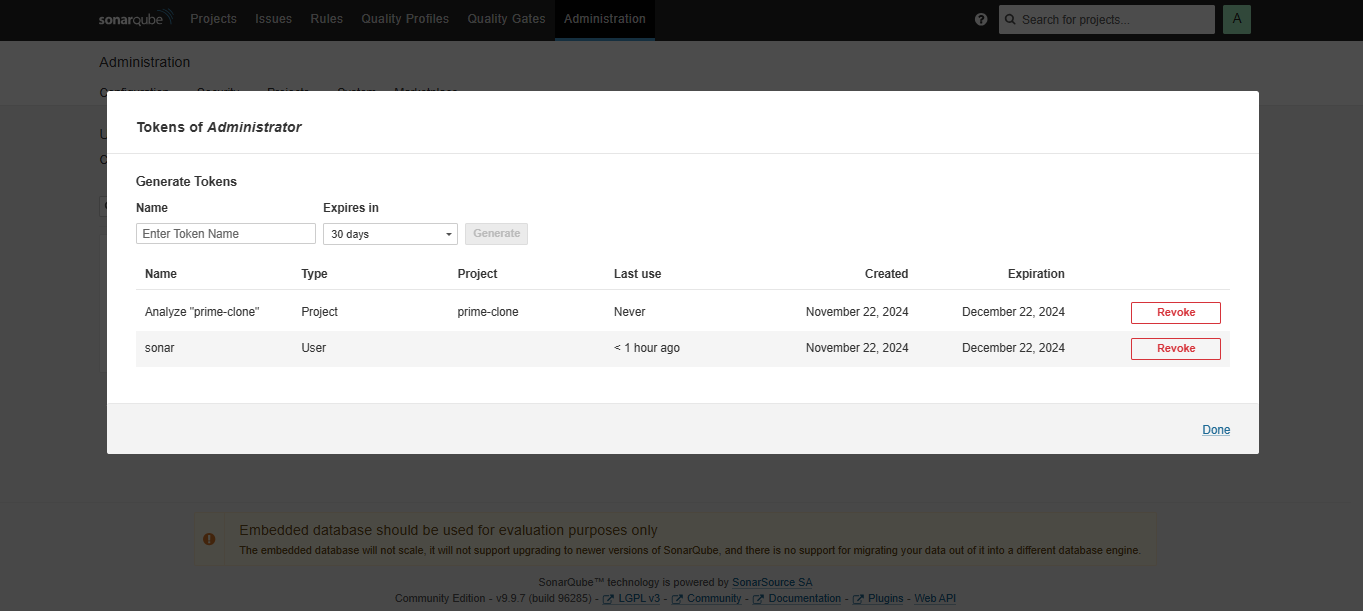 sonarqube Projects Issues Rules Quality Profiles Quality Gates Administration ? Search for projects... A
Administration
Configuration Security Projects System Marketplace
Tokens of Administrator
Generate Tokens
Name Expires in
Enter Token Name 30 days Generate
Name Type Project Last use Created Expiration
Analyze "prime-clone" Project prime-clone Never November 22, 2024 December 22, 2024 Revoke
sonar User < 1 hour ago November 22, 2024 December 22, 2024 Revoke
Done
Embedded database should be used for evaluation purposes only
The embedded database will not scale, it will not support upgrading to newer versions of SonarQube, and there is no support for migrating your data out of it into a different database engine.
SonarQube™ technology is powered by SonarSource SA
Community Edition - v9.9.7 (build 96285) - LGPL v3 - Community - Documentation - Plugins - Web API